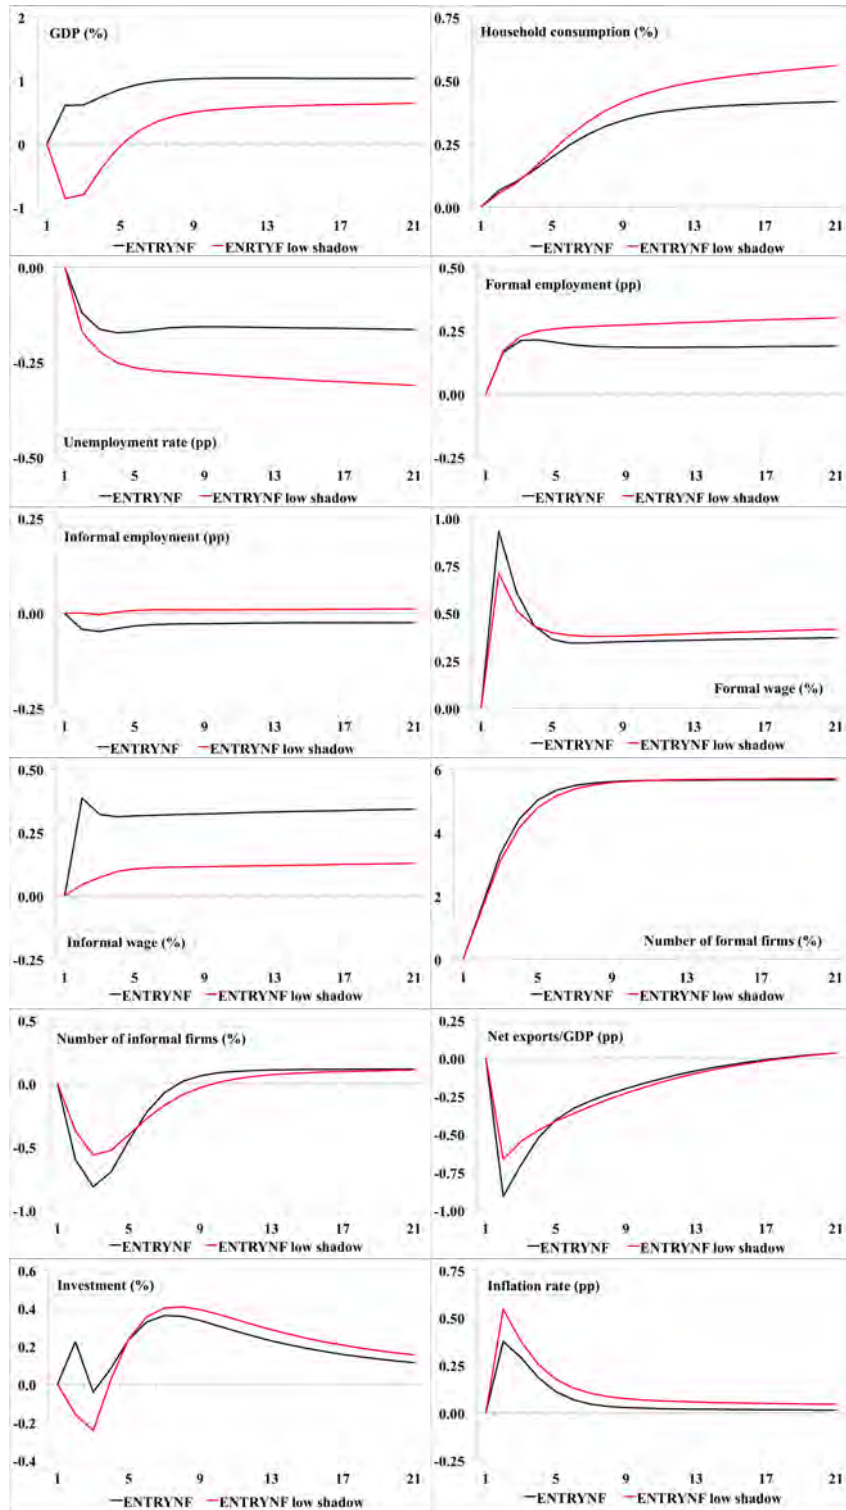 2
GDP (%)
1
0
-1
1 5 9 13 17 21
ENTRYNF ENRTYF low shadow
0.75
Household consumption (%)
0.50
0.25
0.00
1 5 9 13 17 21
ENTRYNF ENTRYNF low shadow
0.00
-0.25
Unemployment rate (pp)
-0.50
1 5 9 13 17 21
ENTRYNF ENTRYNF low shadow
0.50
Formal employment (pp)
0.25
0.00
-0.25
1 5 9 13 17 21
ENTRYNF ENTRYNF low shadow
0.25
Informal employment (pp)
0.00
-0.25
1 5 9 13 17 21
ENTRYNF ENTRYNF low shadow
1.00
0.75
0.50
0.25
Formal wage (%)
0.00
1 5 9 13 17 21
ENTRYNF ENTRYNF low shadow
0.50
0.25
0.00
Informal wage (%)
-0.25
1 5 9 13 17 21
ENTRYNF ENTRYNF low shadow
6
4
2
Number of formal firms (%)
0
1 5 9 13 17 21
ENTRYNF ENTRYNF low shadow
0.5
Number of informal firms (%)
0.0
-0.5
-1.0
1 5 9 13 17 21
ENTRYNF ENTRYNF low shadow
0.25
Net exports/GDP (pp)
0.00
-0.25
-0.50
-0.75
-1.00
1 5 9 13 17 21
ENTRYNF ENTRYNF low shadow
0.6
Investment (%)
0.4
0.2
0.0
-0.2
-0.4
1 5 9 13 17 21
ENTRYNF ENTRYNF low shadow
0.75
Inflation rate (pp)
0.50
0.25
0.00
-0.25
1 5 9 13 17 21
ENTRYNF ENTRYNF low shadow